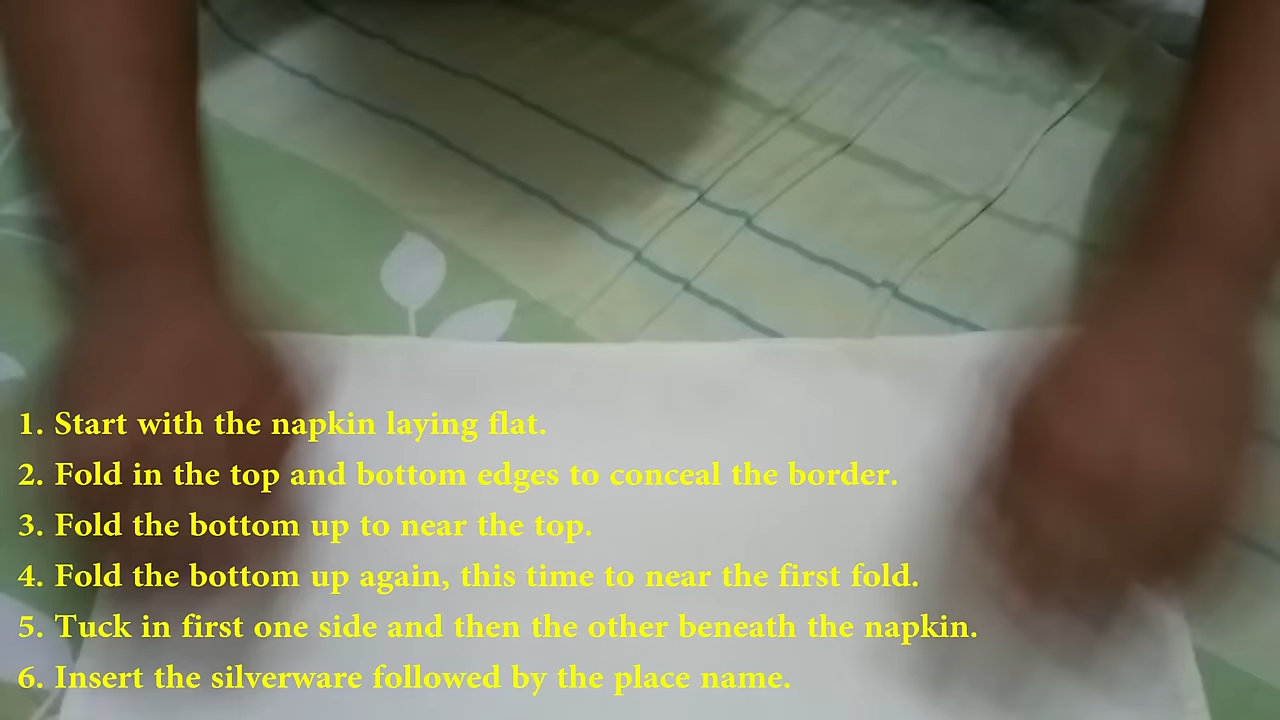 1. Start with the napkin laying flat.
2. Fold in the top and bottom edges to conceal the border.
3. Fold the bottom up to near the top.
4. Fold the bottom up again, this time to near the first fold.
5. Tuck in first one side and then the other beneath the napkin.
6. Insert the silverware followed by the place name.